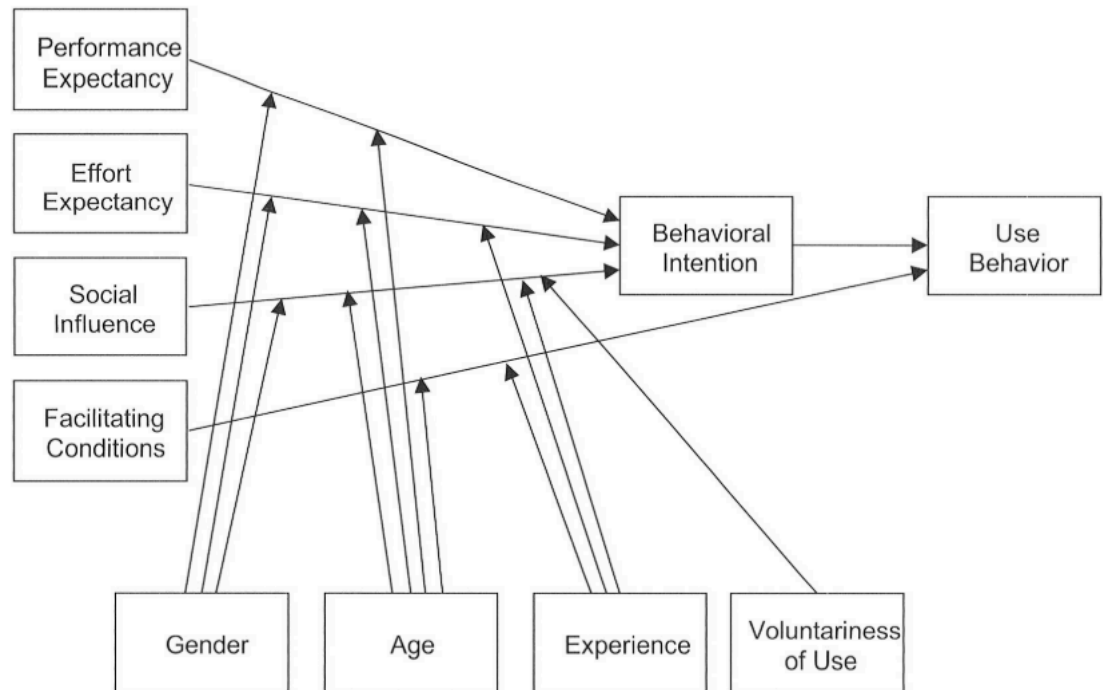 Performance
Expectancy
Effort
Expectancy
Social
Influence
Facilitating
Conditions
Behavioral
Intention
Use
Behavior
Gender
Age
Experience
Voluntariness
of Use